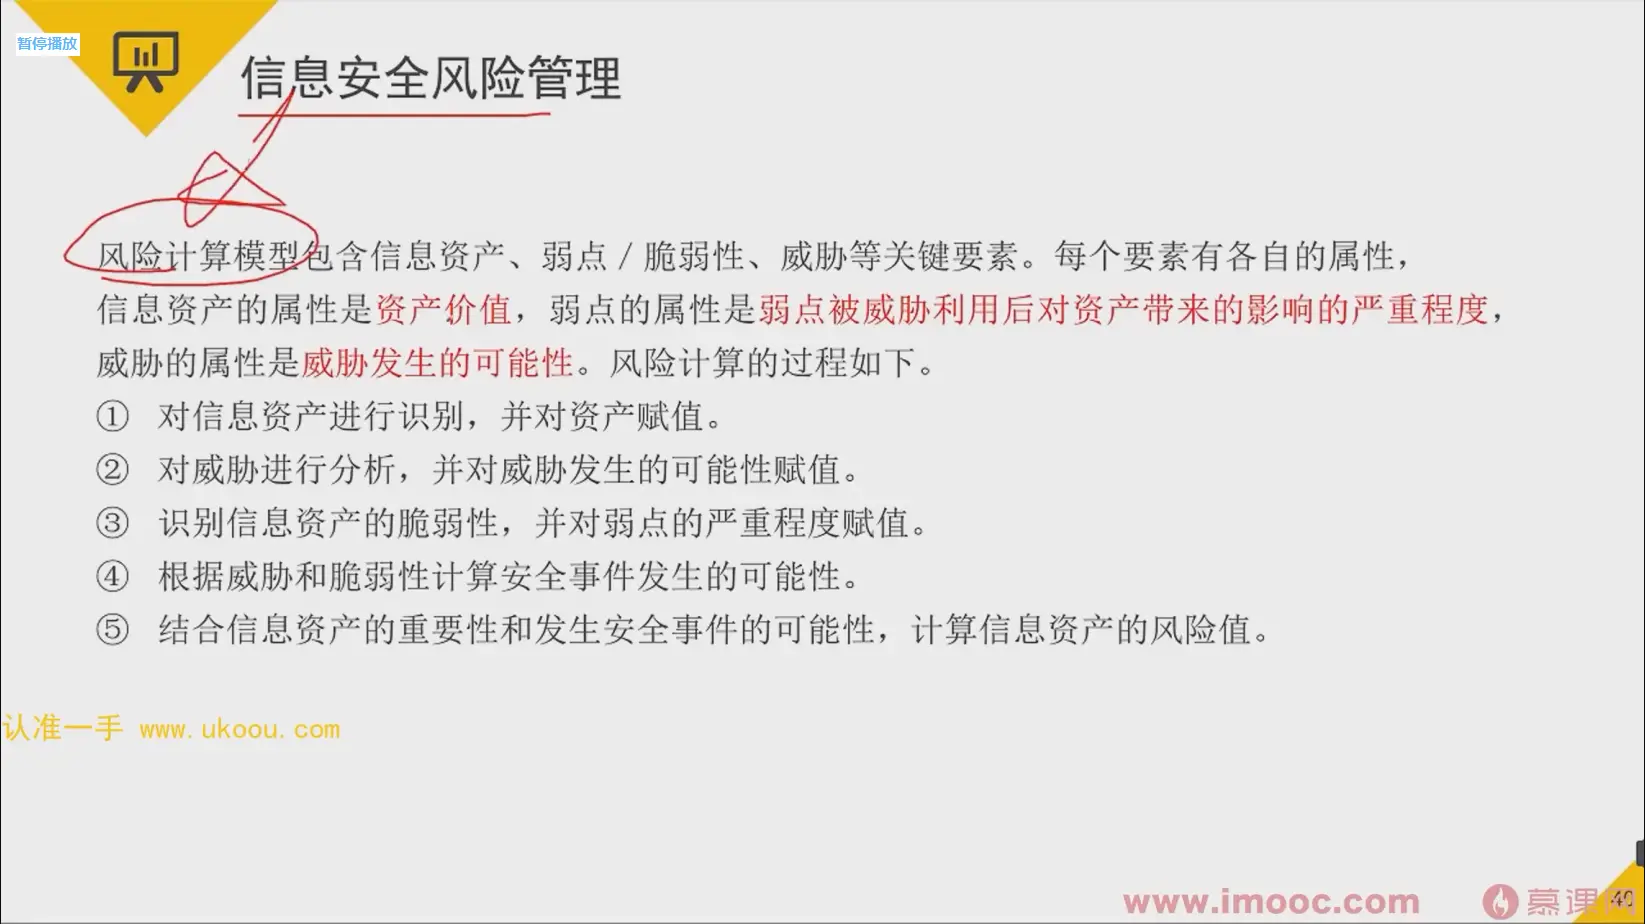 暂停播放
信息安全风险管理
风险计算模型包含信息资产、弱点/脆弱性、威胁等关键要素。每个要素有各自的属性，
信息资产的属性是资产价值，弱点的属性是弱点被威胁利用后对资产带来的影响的严重程度，
威胁的属性是威胁发生的可能性。风险计算的过程如下。
① 对信息资产进行识别，并对资产赋值。
② 对威胁进行分析，并对威胁发生的可能性赋值。
③ 识别信息资产的脆弱性，并对弱点的严重程度赋值。
④ 根据威胁和脆弱性计算安全事件发生的可能性。
⑤ 结合信息资产的重要性和发生安全事件的可能性，计算信息资产的风险值。
认准一手 www.ukoou.com
www.imooc.com 慕课网
40